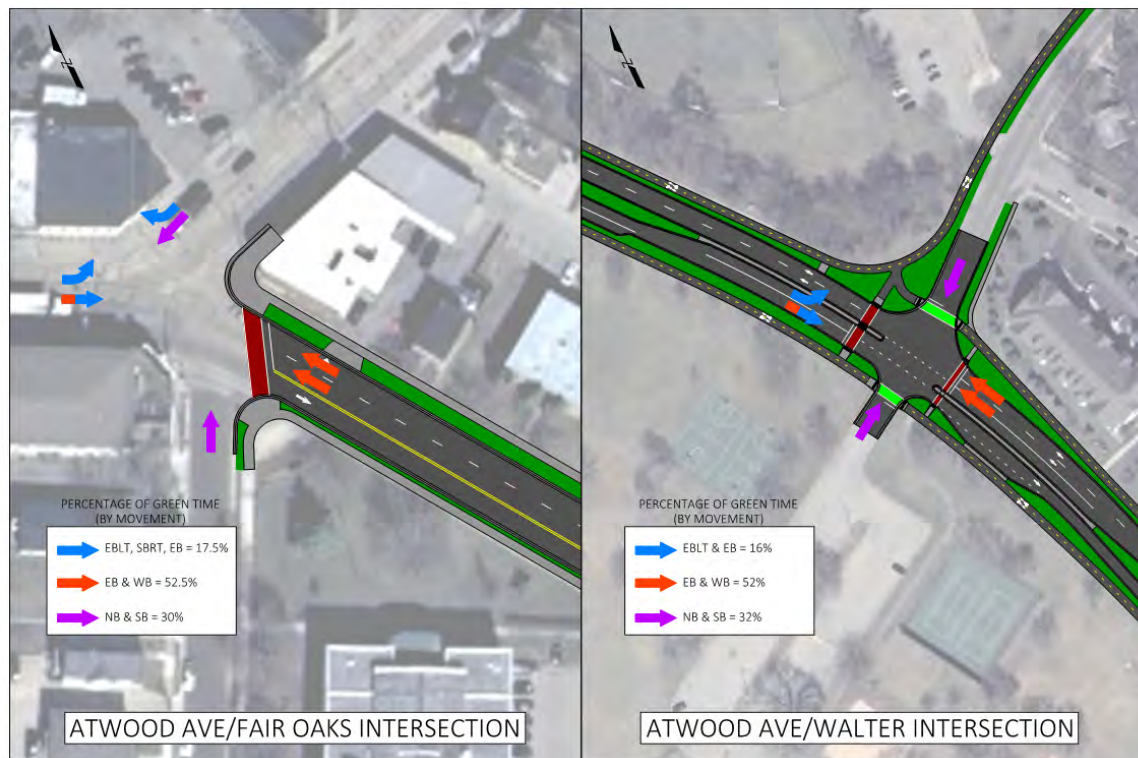 PERCENTAGE OF GREEN TIME
(BY MOVEMENT)
EBLT, SBRT, EB = 17.5%
EB & WB = 52.5%
NB & SB = 30%
ATWOOD AVE/FAIR OAKS INTERSECTION
PERCENTAGE OF GREEN TIME
(BY MOVEMENT)
EBLT & EB = 16%
EB & WB = 52%
NB & SB = 32%
ATWOOD AVE/WALTER INTERSECTION